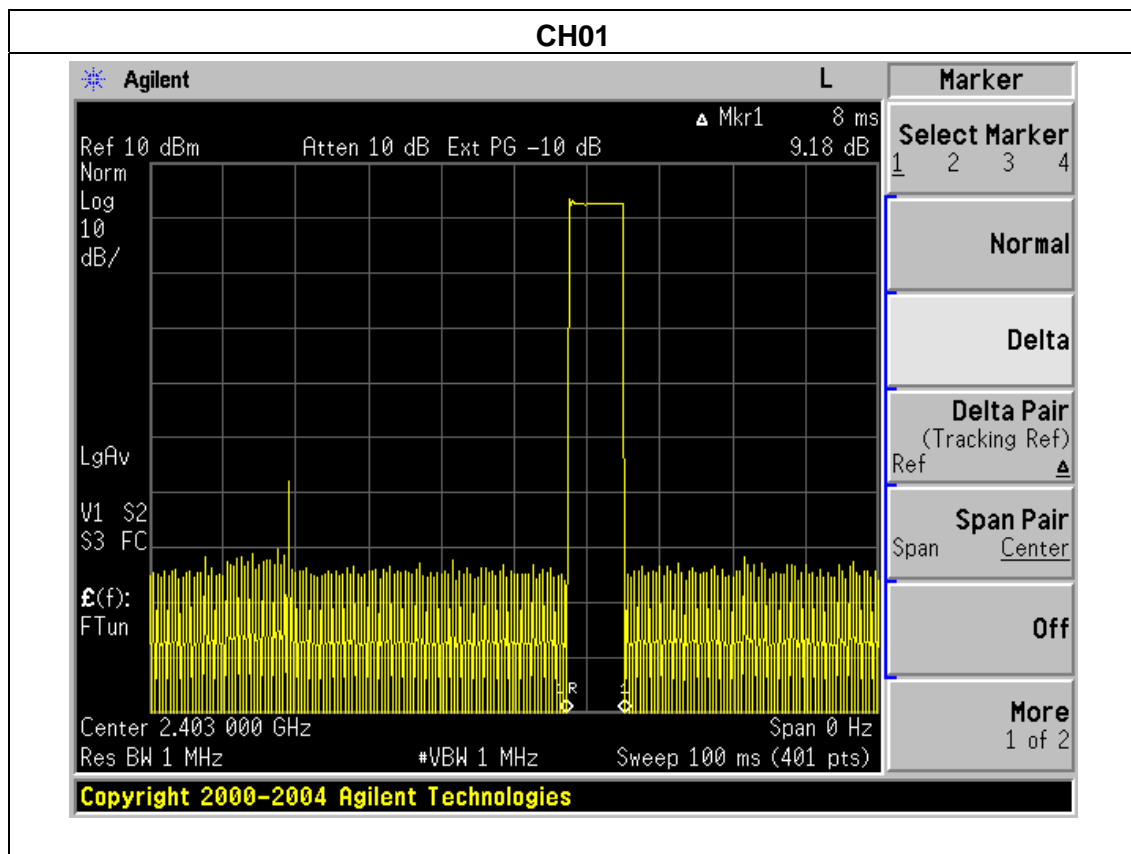 CH01
Agilent L Marker
Δ Mkr1 8 ms
Ref 10 dBm Atten 10 dB Ext PG -10 dB 9.18 dB
Norm
Log
10
dB/
LgAv
V1 S2
S3 FC
£(f):
FTun
1R 1
Center 2.403 000 GHz Span 0 Hz
Res BW 1 MHz #VBW 1 MHz Sweep 100 ms (401 pts)
Copyright 2000-2004 Agilent Technologies
Select Marker
1 2 3 4
Normal
Delta
Delta Pair
(Tracking Ref)
Ref Δ
Span Pair
Span Center
Off
More
1 of 2